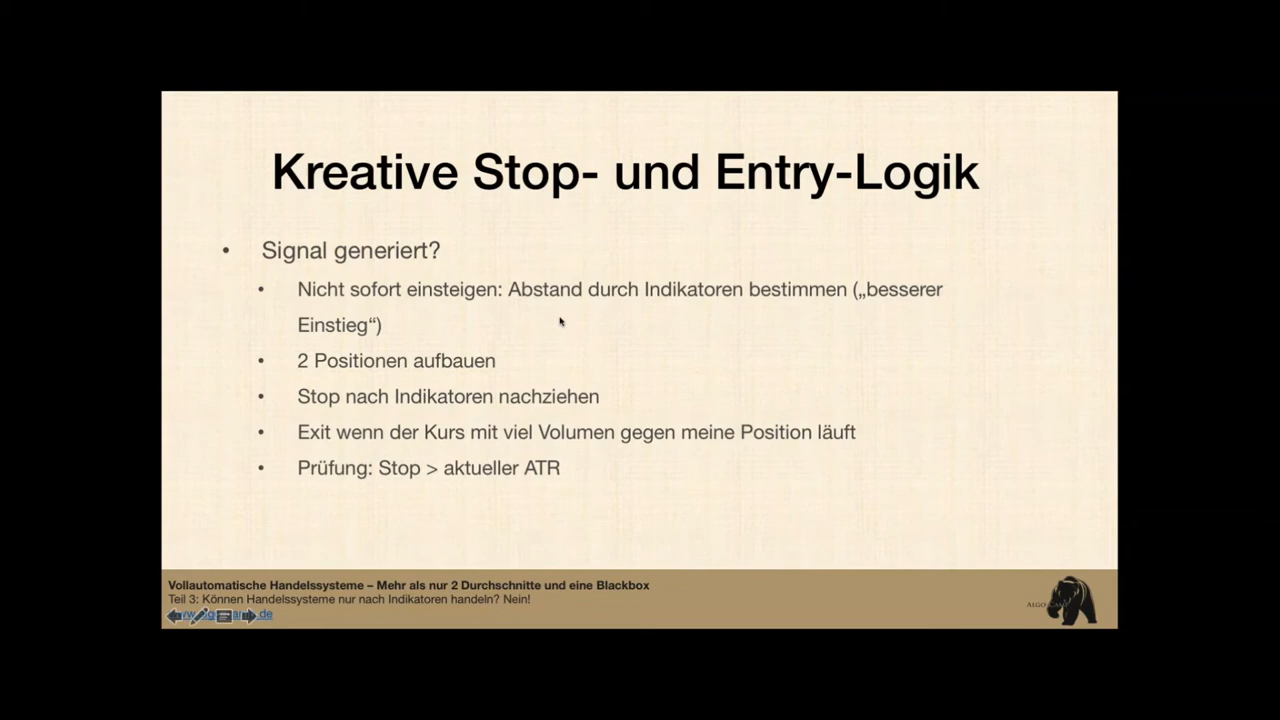 Kreative Stop- und Entry-Logik
• Signal generiert?
• Nicht sofort einsteigen: Abstand durch Indikatoren bestimmen („besserer
Einstieg“)
• 2 Positionen aufbauen
• Stop nach Indikatoren nachziehen
• Exit wenn der Kurs mit viel Volumen gegen meine Position läuft
• Prüfung: Stop > aktueller ATR
Vollautomatische Handelssysteme – Mehr als nur 2 Durchschnitte und eine Blackbox
Teil 3: Können Handelssysteme nur nach Indikatoren handeln? Nein!